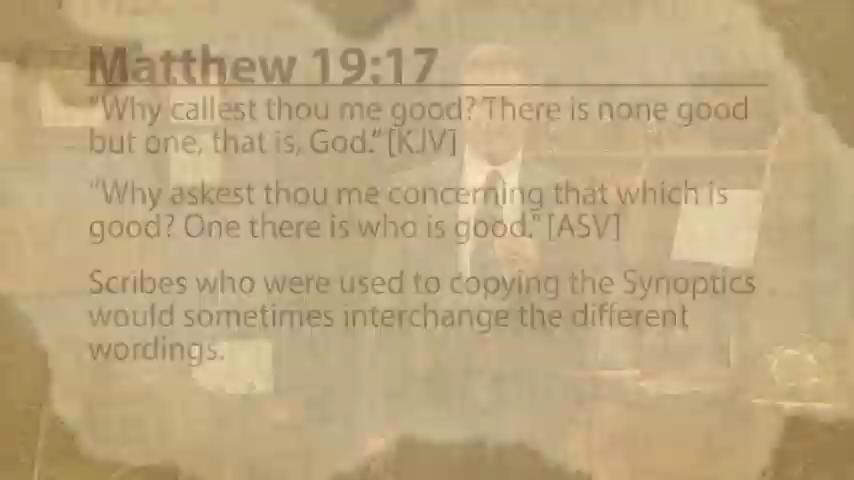 Matthew 19:17
"Why callest thou me good? There is none good
but one, that is, God." [KJV]
"Why askest thou me concerning that which is
good? One there is who is good." [ASV]
Scribes who were used to copying the Synoptics
would sometimes interchange the different
wordings.